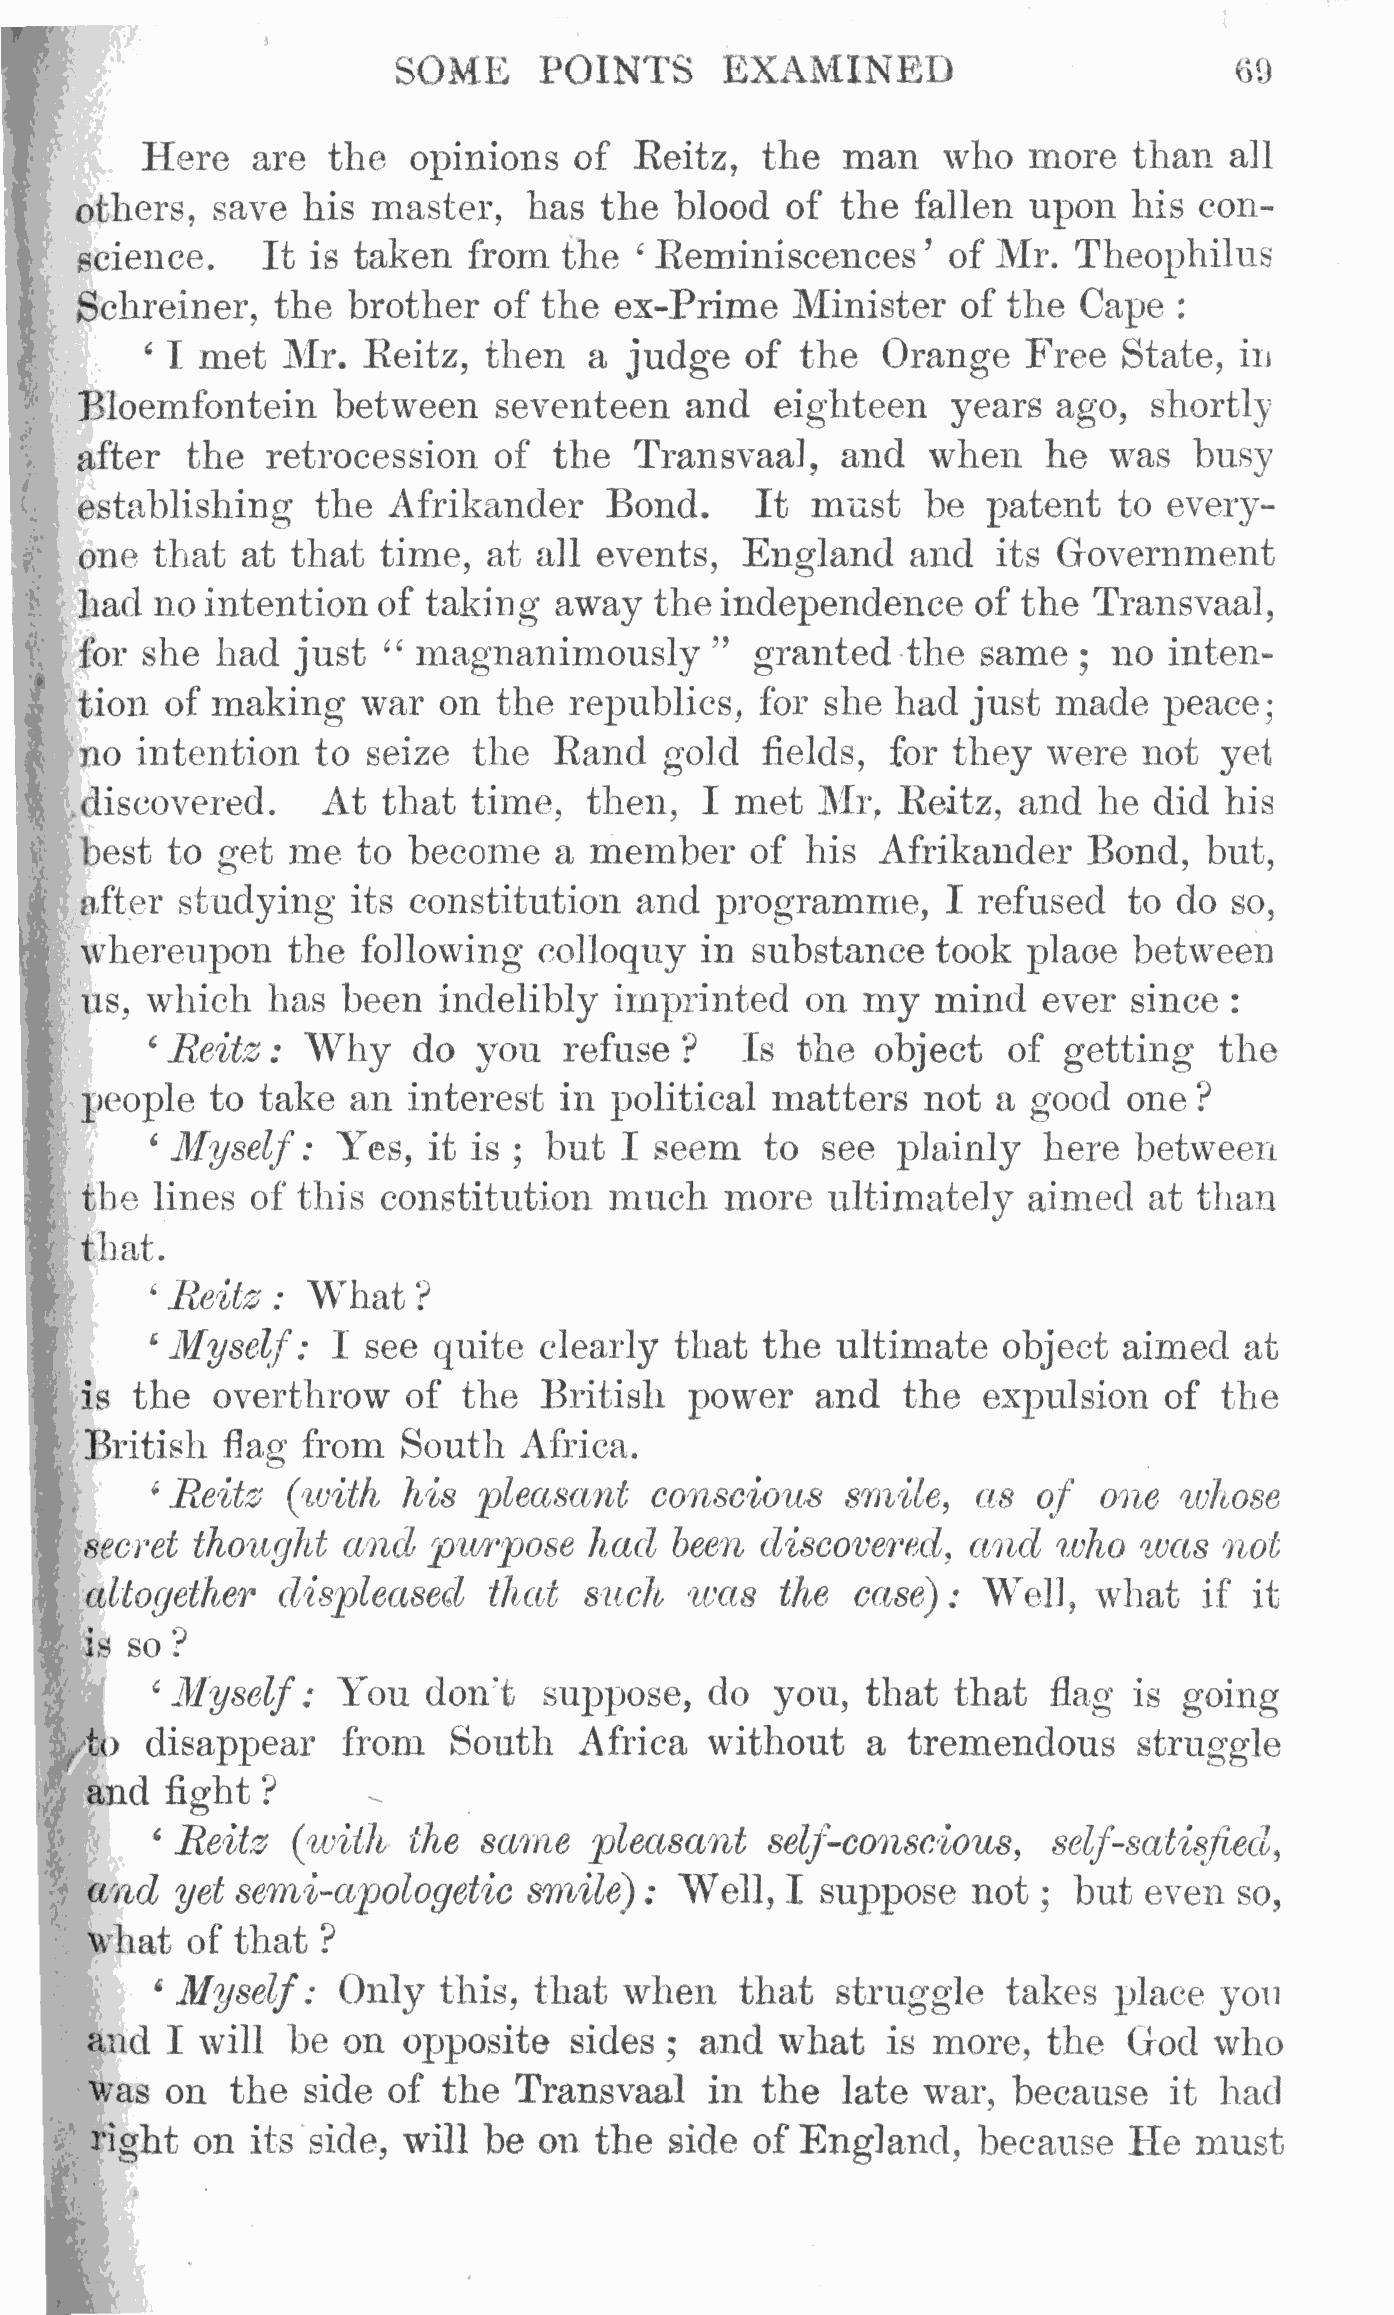 SOME POINTS EXAMINED 69
Here are the opinions of Reitz, the man who more than all
others, save his master, has the blood of the fallen upon his con-
science. It is taken from the ‘ Reminiscences ’ of Mr. Theophilus
Schreiner, the brother of the ex-Prime Minister of the Cape :
‘ I met Mr. Reitz, then a judge of the Orange Free State, in
Bloemfontein between seventeen and eighteen years ago, shortly
after the retrocession of the Transvaal, and when he was busy
establishing the Afrikander Bond. It must be patent to every-
one that at that time, at all events, England and its Government
had no intention of taking away the independence of the Transvaal,
for she had just “ magnanimously ” granted the same ; no inten-
tion of making war on the republics, for she had just made peace;
no intention to seize the Rand gold fields, for they were not yet
discovered. At that time, then, I met Mr. Reitz, and he did his
best to get me to become a member of his Afrikander Bond, but,
after studying its constitution and programme, I refused to do so,
whereupon the following colloquy in substance took place between
us, which has been indelibly imprinted on my mind ever since :
‘ Reitz : Why do you refuse ? Is the object of getting the
people to take an interest in political matters not a good one ?
‘ Myself : Yes, it is ; but I seem to see plainly here between
the lines of this constitution much more ultimately aimed at than
that.
‘ Reitz : What ?
‘ Myself : I see quite clearly that the ultimate object aimed at
is the overthrow of the British power and the expulsion of the
British flag from South Africa.
‘ Reitz (with his pleasant conscious smile, as of one whose
secret thought and purpose had been discovered, and who was not
altogether displeased that such was the case) : Well, what if it
is so ?
‘ Myself : You don't suppose, do you, that that flag is going
to disappear from South Africa without a tremendous struggle
and fight ?
‘ Reitz (with the same pleasant self-conscious, self-satisfied,
and yet semi-apologetic smile) : Well, I suppose not ; but even so,
what of that ?
‘ Myself : Only this, that when that struggle takes place you
and I will be on opposite sides ; and what is more, the God who
was on the side of the Transvaal in the late war, because it had
right on its side, will be on the side of England, because He must